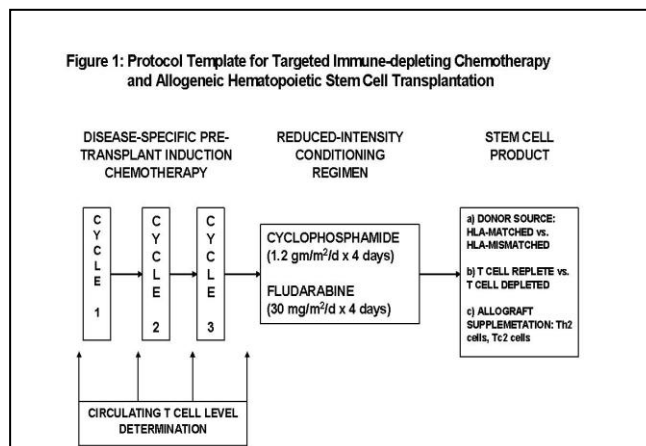 Figure 1: Protocol Template for Targeted Immune-depleting Chemotherapy
and Allogeneic Hematopoietic Stem Cell Transplantation
DISEASE-SPECIFIC PRE-
TRANSPLANT INDUCTION
CHEMOTHERAPY
REDUCED-INTENSITY
CONDITIONING
REGIMEN
STEM CELL
PRODUCT
CYCLE 1
CYCLE 2
CYCLE 3
CYCLOPHOSPHAMIDE
(1.2 gm/m²/d x 4 days)
FLUDARABINE
(30 mg/m²/d x 4 days)
a) DONOR SOURCE:
HLA-MATCHED vs.
HLA-MISMATCHED
b) T CELL REPLETE vs.
T CELL DEPLETED
c) ALLOGRAFT
SUPPLEMETATION: Th2
cells, Tc2 cells
CIRCULATING T CELL LEVEL
DETERMINATION